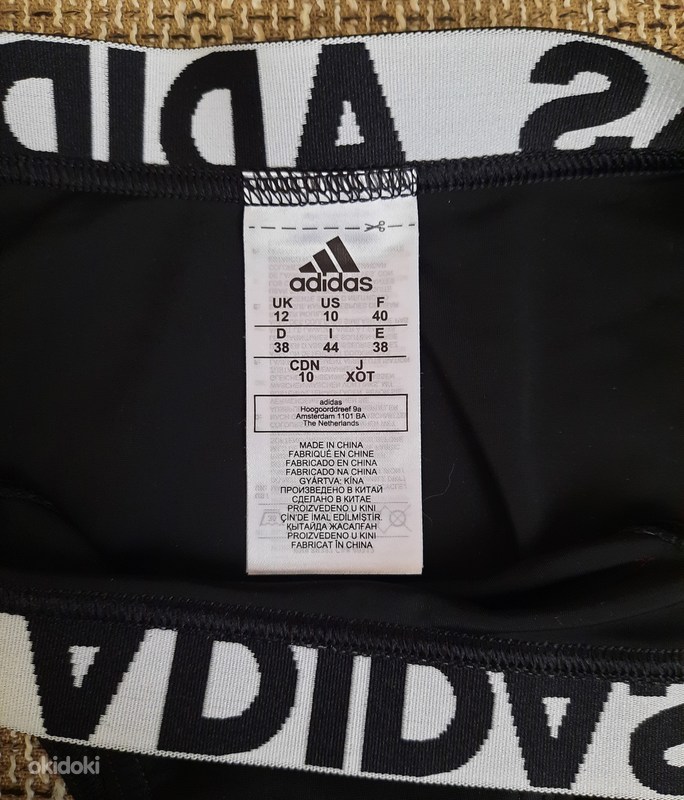 ADIDAS
adidas
UK US F
12 10 40
D I E
38 44 38
CDN J
10 XOT
adidas
Hoogoorddreef 9a
Amsterdam 1101 BA
The Netherlands
MADE IN CHINA
FABRIQUÉ EN CHINE
FABRICADO EN CHINA
FABRICADO NA CHINA
GYÁRTVA: KÍNA
ПРОИЗВЕДЕНО В КИТАЙ
СДЕЛАНО В КИТАЕ
PROIZVEDENO U KINI
ÇİN'DE İMAL EDİLMİŞTİR.
ҚЫТАЙДА ЖАСАЛҒАН
PROIZVEDENO U KINI
FABRICAT ÎN CHINA
ADIDAS
okidoki